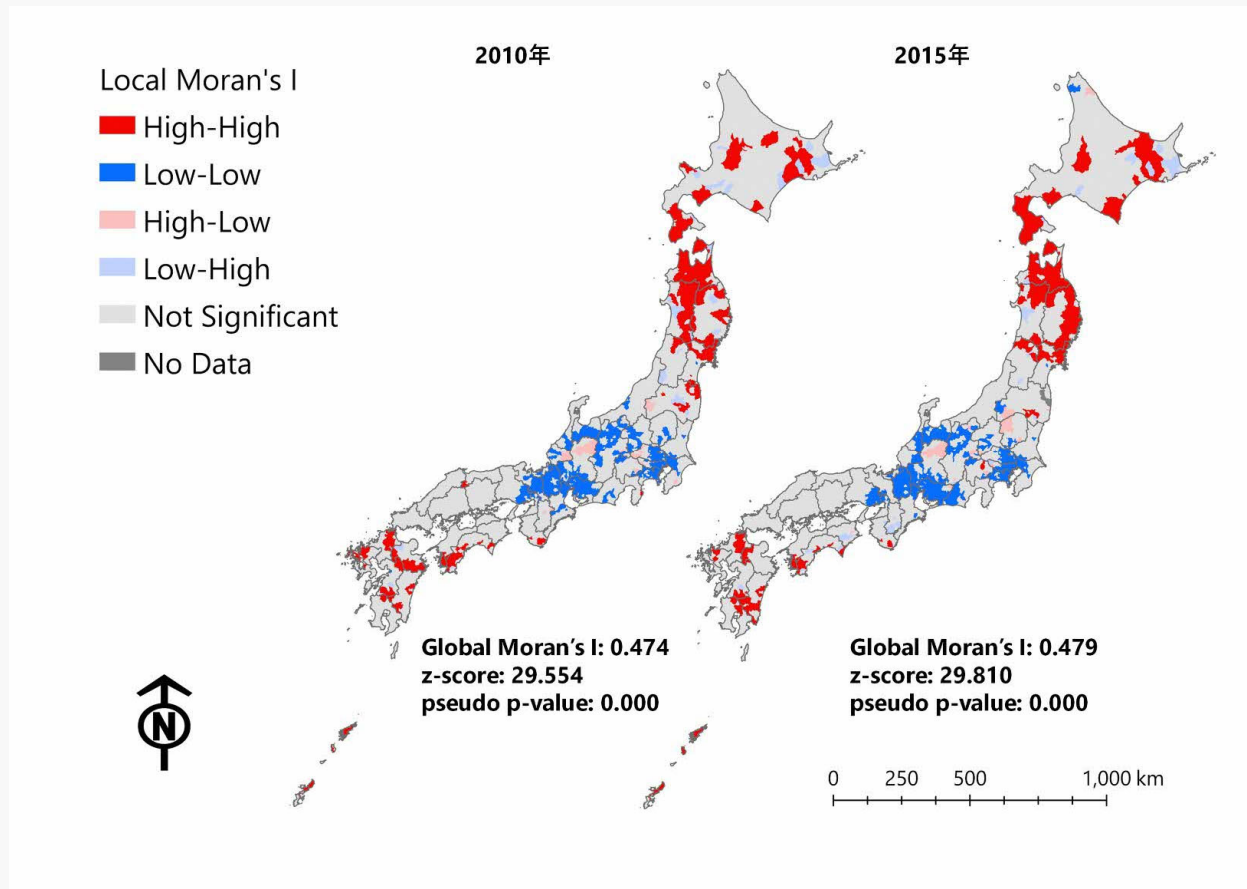 2010年
2015年
Local Moran's I
High-High
Low-Low
High-Low
Low-High
Not Significant
No Data
Global Moran′s I: 0.474
z-score: 29.554
pseudo p-value: 0.000
Global Moran′s I: 0.479
z-score: 29.810
pseudo p-value: 0.000
N
0 250 500 1,000 km